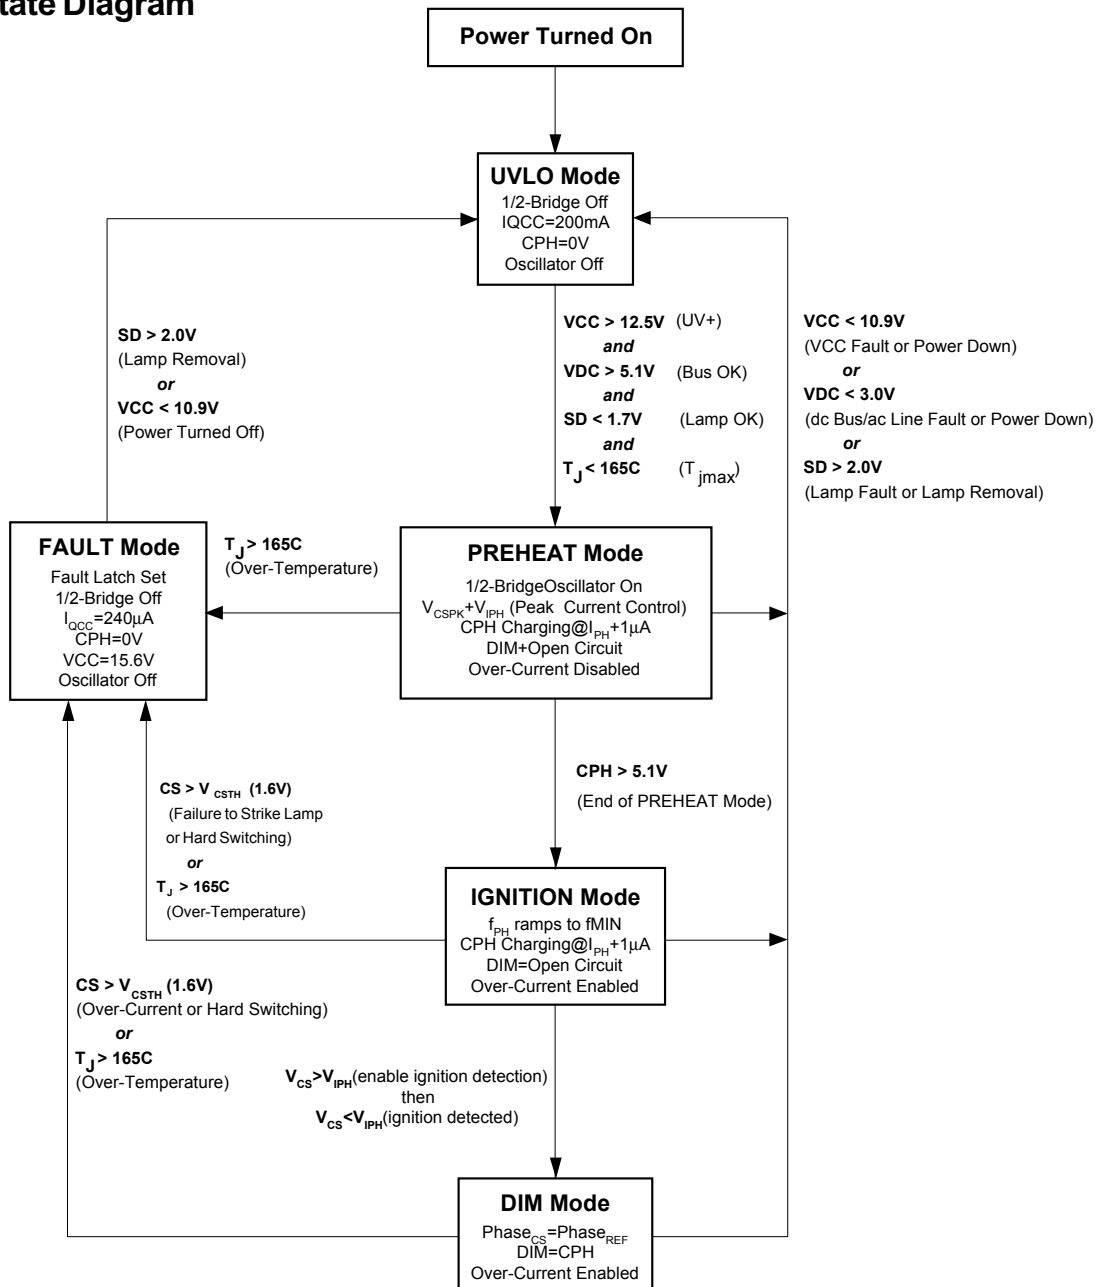 tate Diagram
Power Turned On
UVLO Mode
1/2-Bridge Off
IQCC=200mA
CPH=0V
Oscillator Off
SD > 2.0V
(Lamp Removal)
or
VCC < 10.9V
(Power Turned Off)
VCC > 12.5V (UV+)
and
VDC > 5.1V (Bus OK)
and
SD < 1.7V (Lamp OK)
and
TJ < 165C (Tjmax)
VCC < 10.9V
(VCC Fault or Power Down)
or
VDC < 3.0V
(dc Bus/ac Line Fault or Power Down)
or
SD > 2.0V
(Lamp Fault or Lamp Removal)
FAULT Mode
Fault Latch Set
1/2-Bridge Off
IQCC=240µA
CPH=0V
VCC=15.6V
Oscillator Off
TJ > 165C
(Over-Temperature)
PREHEAT Mode
1/2-BridgeOscillator On
VCSPK+VIPH (Peak Current Control)
CPH Charging@IPH+1µA
DIM+Open Circuit
Over-Current Disabled
CPH > 5.1V
(End of PREHEAT Mode)
CS > VCSTH (1.6V)
(Failure to Strike Lamp
or Hard Switching)
or
TJ > 165C
(Over-Temperature)
IGNITION Mode
fPH ramps to fMIN
CPH Charging@IPH+1µA
DIM=Open Circuit
Over-Current Enabled
CS > VCSTH (1.6V)
(Over-Current or Hard Switching)
or
TJ > 165C
(Over-Temperature)
VCS>VIPH(enable ignition detection)
then
VCS<VIPH(ignition detected)
DIM Mode
PhaseCS=PhaseREF
DIM=CPH
Over-Current Enabled